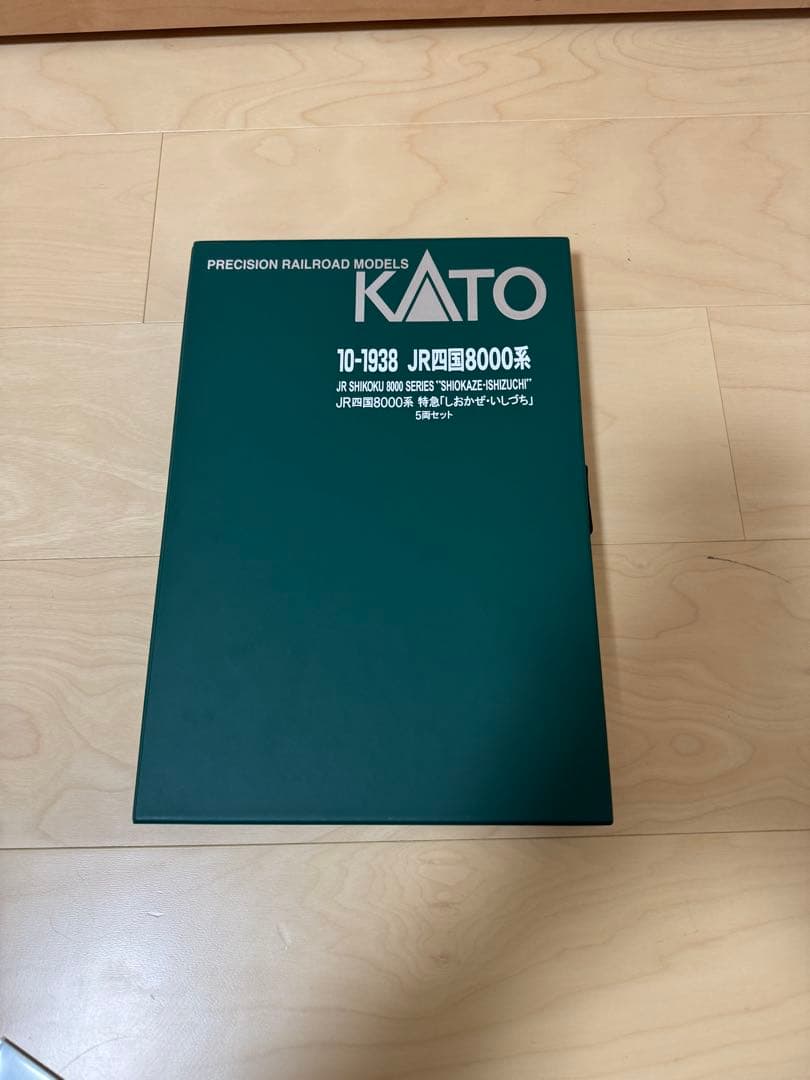 PRECISION RAILROAD MODELS
KATO
10-1938 JR四国8000系
JR SHIKOKU 8000 SERIES "SHIOKAZE-ISHIZUCHI"
JR四国8000系 特急「しおかぜ・いしづち」
5両セット